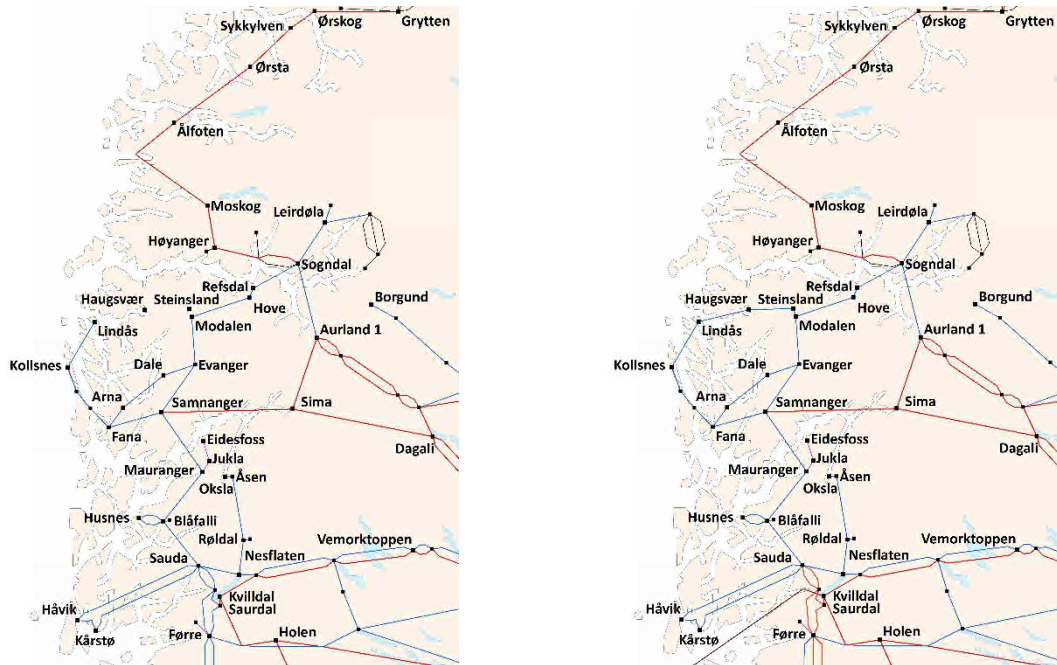 Sykkylven
Ørskog
Grytten
Ørsta
Ålfoten
Moskog
Leirdøla
Høyanger
Sogndal
Refsdal
Haugsvær
Steinsland
Hove
Borgund
Lindås
Modalen
Aurland 1
Kollsnes
Dale
Evanger
Arna
Samnanger
Sima
Fana
Eidesfoss
Dagali
Jukla
Mauranger
Åsen
Oksla
Husnes
Blåfalli
Røldal
Vemorktoppen
Sauda
Nesflaten
Kvilldal
Håvik
Saurdal
Kårstø
Førre
Holen
Sykkylven
Ørskog
Grytten
Ørsta
Ålfoten
Moskog
Leirdøla
Høyanger
Sogndal
Refsdal
Haugsvær
Steinsland
Hove
Borgund
Lindås
Modalen
Aurland 1
Kollsnes
Dale
Evanger
Arna
Samnanger
Sima
Fana
Eidesfoss
Dagali
Jukla
Mauranger
Åsen
Oksla
Husnes
Blåfalli
Røldal
Vemorktoppen
Sauda
Nesflaten
Kvilldal
Håvik
Saurdal
Kårstø
Førre
Holen